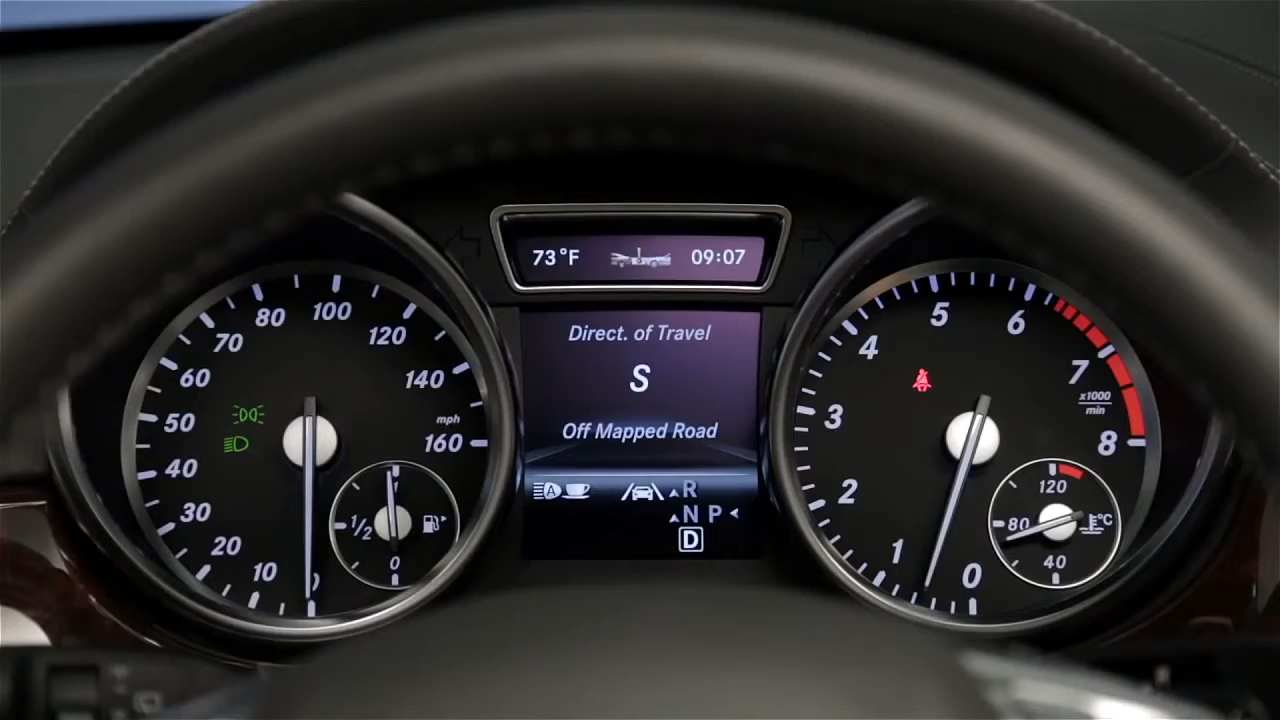 73°F 09:07
Direct. of Travel
S
Off Mapped Road
A R
N P
D
0
10
20
30
40
50
60
70
80
100
120
140
160
mph
1/2
0
0
1
2
3
4
5
6
7
8
x1000
min
120
80
40
°C